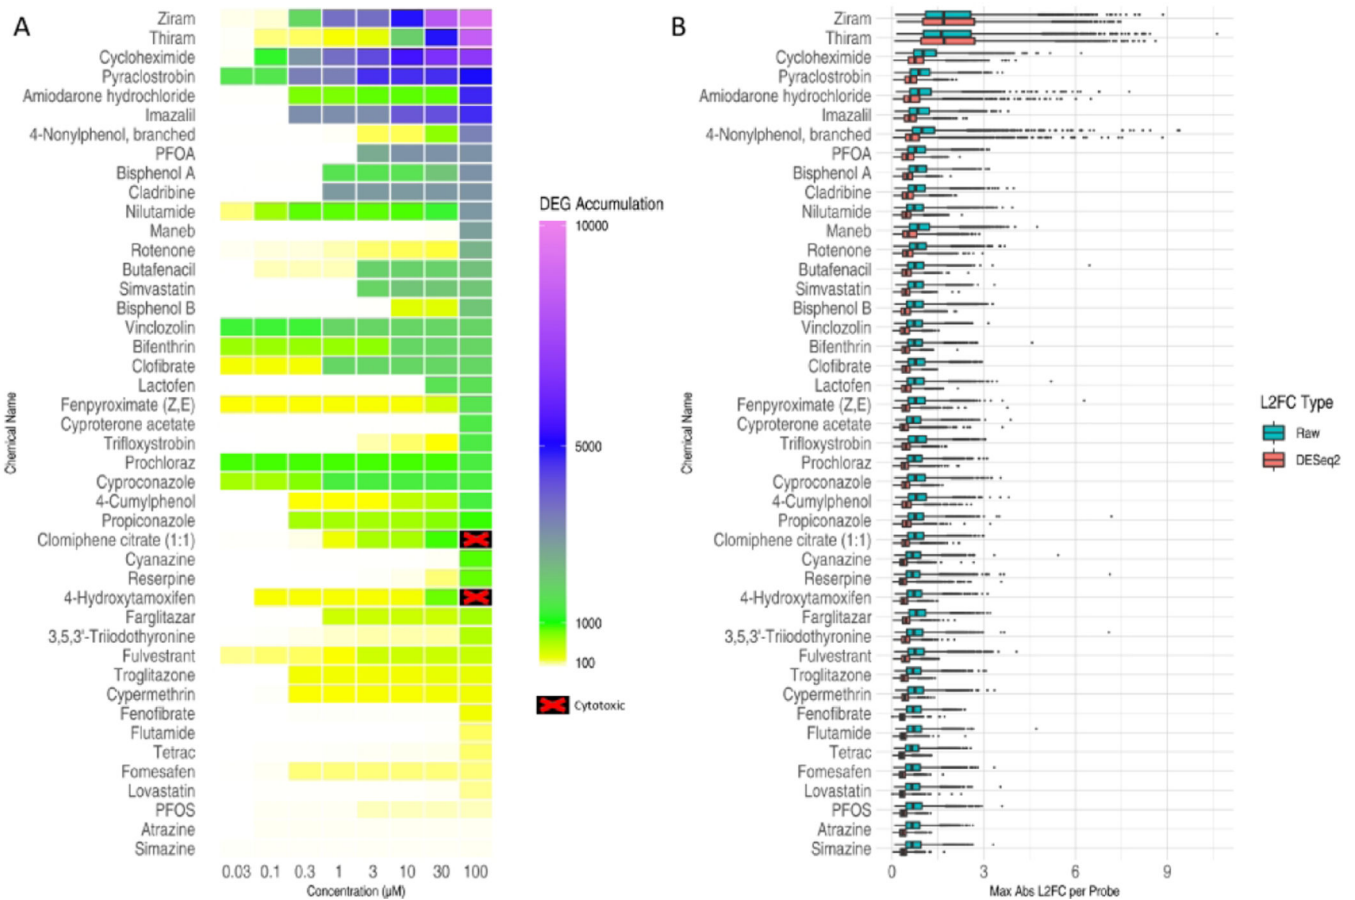 A
Ziram
Thiram
Cycloheximide
Pyraclostrobin
Amiodarone hydrochloride
Imazalil
4-Nonylphenol, branched
PFOA
Bisphenol A
Cladribine
Nilutamide
Maneb
Rotenone
Butafenacil
Simvastatin
Bisphenol B
Vinclozolin
Bifenthrin
Clofibrate
Lactofen
Fenpyroximate (Z,E)
Cyproterone acetate
Trifloxystrobin
Prochloraz
Cyproconazole
4-Cumylphenol
Propiconazole
Clomiphene citrate (1:1)
Cyanazine
Reserpine
4-Hydroxytamoxifen
Farglitazar
3,5,3'-Triiodothyronine
Fulvestrant
Troglitazone
Cypermethrin
Fenofibrate
Flutamide
Tetrac
Fomesafen
Lovastatin
PFOS
Atrazine
Simazine
Chemical Name
0.03 0.1 0.3 1 3 10 30 100
Concentration (µM)
DEG Accumulation
10000
5000
1000
100
Cytotoxic
B
Ziram
Thiram
Cycloheximide
Pyraclostrobin
Amiodarone hydrochloride
Imazalil
4-Nonylphenol, branched
PFOA
Bisphenol A
Cladribine
Nilutamide
Maneb
Rotenone
Butafenacil
Simvastatin
Bisphenol B
Vinclozolin
Bifenthrin
Clofibrate
Lactofen
Fenpyroximate (Z,E)
Cyproterone acetate
Trifloxystrobin
Prochloraz
Cyproconazole
4-Cumylphenol
Propiconazole
Clomiphene citrate (1:1)
Cyanazine
Reserpine
4-Hydroxytamoxifen
Farglitazar
3,5,3'-Triiodothyronine
Fulvestrant
Troglitazone
Cypermethrin
Fenofibrate
Flutamide
Tetrac
Fomesafen
Lovastatin
PFOS
Atrazine
Simazine
Chemical Name
0 3 6 9
Max Abs L2FC per Probe
L2FC Type
Raw
DESeq2